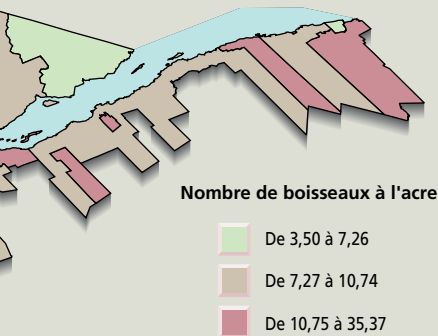 Nombre de boisseaux à l'acre
De 3,50 à 7,26
De 7,27 à 10,74
De 10,75 à 35,37